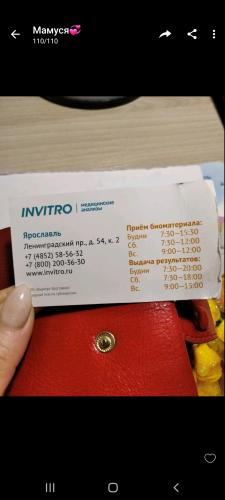 Мамуся💞
110/110
INVITRO | медицинские
анализы
Ярославль
Ленинградский пр., д. 54, к. 2
+7 (4852) 58-56-32
+7 (800) 200-36-30
www.invitro.ru
Приём биоматериала:
Будни 7:30—15:30
Сб. 7:30—12:00
Вс. 9:00—12:00
Выдача результатов:
Будни 7:30—20:00
Сб. 7:30—18:00
Вс. 9:00—15:00